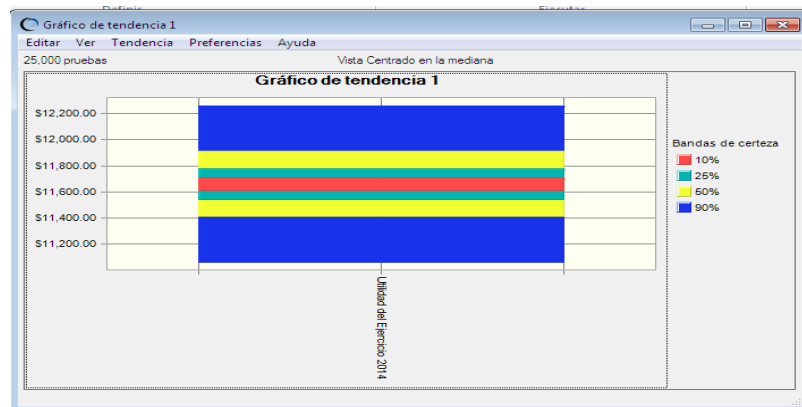 Definir Ejecutar
Gráfico de tendencia 1
Editar Ver Tendencia Preferencias Ayuda
25,000 pruebas Vista Centrado en la mediana
Gráfico de tendencia 1
$12,200.00
$12,000.00
$11,800.00
$11,600.00
$11,400.00
$11,200.00
Bandas de certeza
10%
25%
50%
90%
Utilidad del Ejercicio 2014